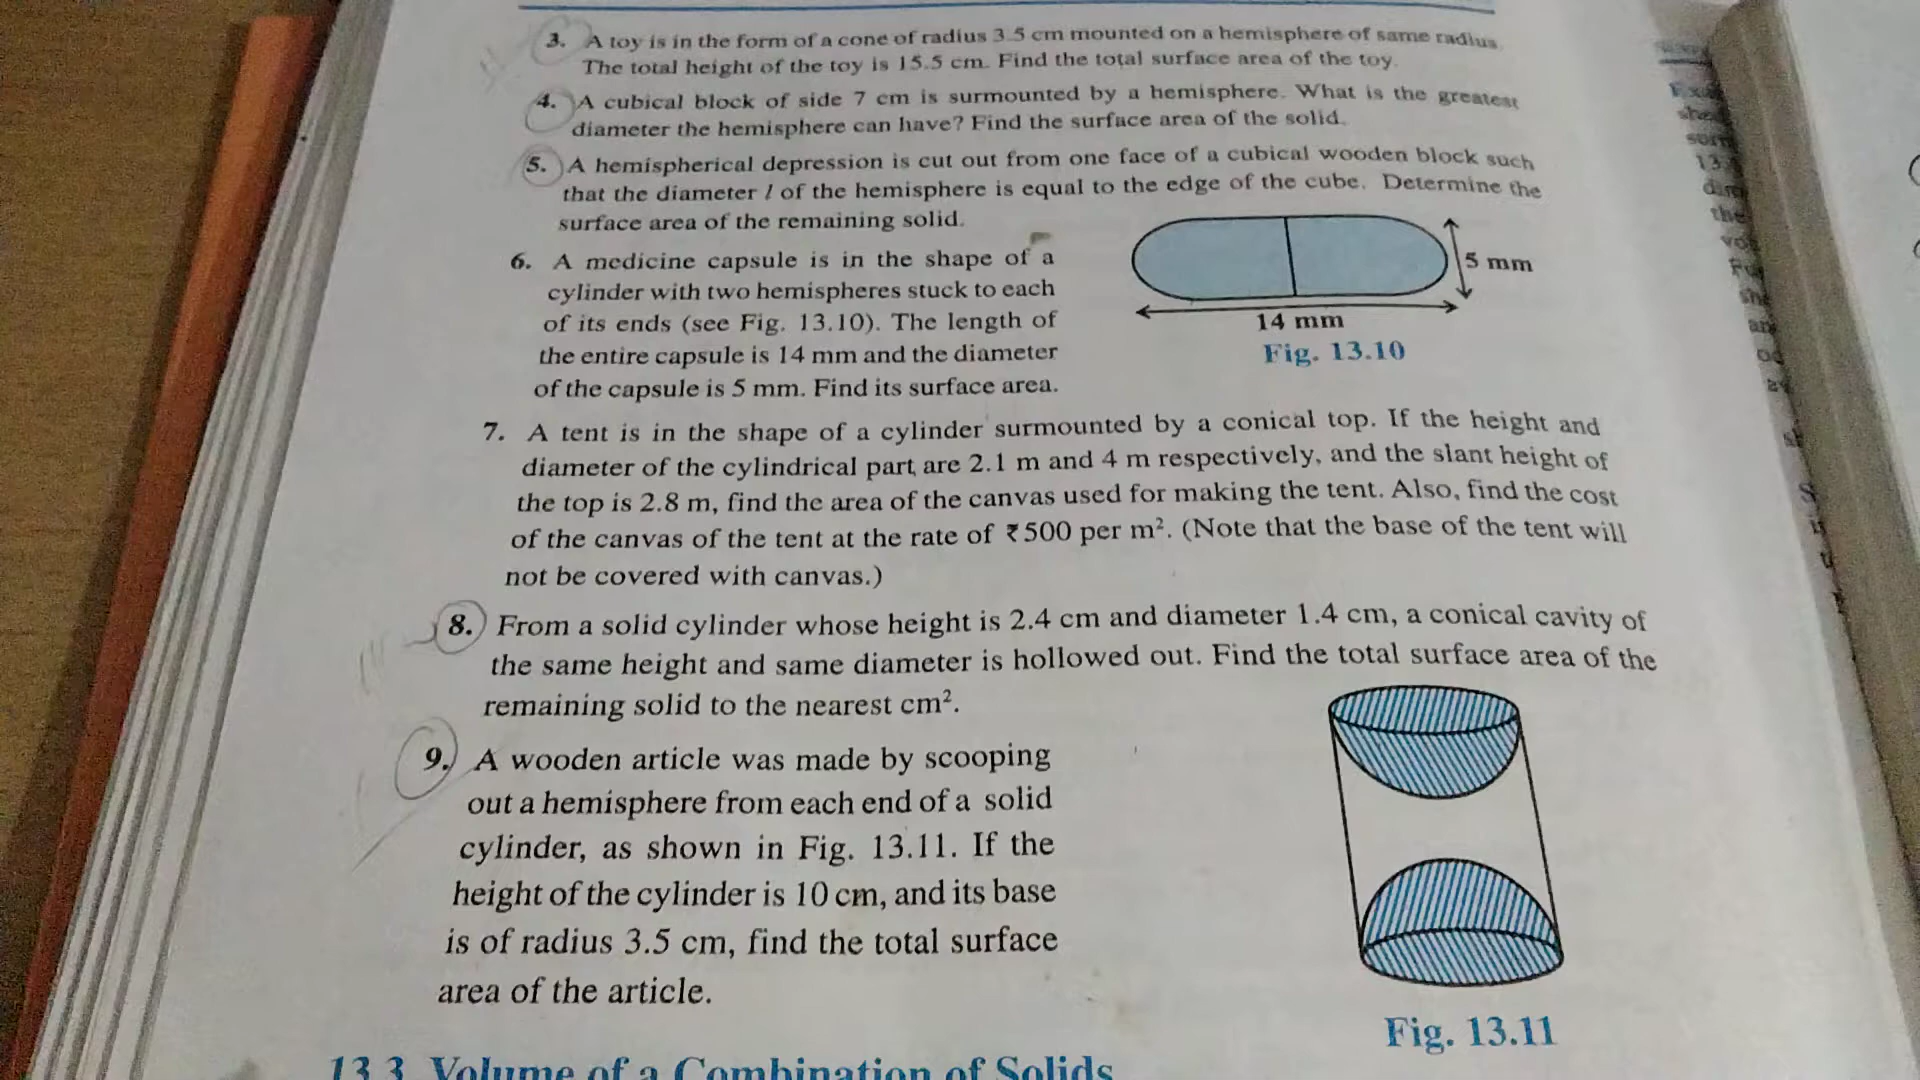 3. A toy is in the form of a cone of radius 3.5 cm mounted on a hemisphere of same radius.
The total height of the toy is 15.5 cm. Find the total surface area of the toy.
4. A cubical block of side 7 cm is surmounted by a hemisphere. What is the greatest
diameter the hemisphere can have? Find the surface area of the solid.
5. A hemispherical depression is cut out from one face of a cubical wooden block such
that the diameter l of the hemisphere is equal to the edge of the cube. Determine the
surface area of the remaining solid.
6. A medicine capsule is in the shape of a
cylinder with two hemispheres stuck to each
of its ends (see Fig. 13.10). The length of
the entire capsule is 14 mm and the diameter
of the capsule is 5 mm. Find its surface area.
5 mm
14 mm
Fig. 13.10
7. A tent is in the shape of a cylinder surmounted by a conical top. If the height and
diameter of the cylindrical part are 2.1 m and 4 m respectively, and the slant height of
the top is 2.8 m, find the area of the canvas used for making the tent. Also, find the cost
of the canvas of the tent at the rate of ₹500 per m². (Note that the base of the tent will
not be covered with canvas.)
8. From a solid cylinder whose height is 2.4 cm and diameter 1.4 cm, a conical cavity of
the same height and same diameter is hollowed out. Find the total surface area of the
remaining solid to the nearest cm².
9. A wooden article was made by scooping
out a hemisphere from each end of a solid
cylinder, as shown in Fig. 13.11. If the
height of the cylinder is 10 cm, and its base
is of radius 3.5 cm, find the total surface
area of the article.
Fig. 13.11
13.3 Volume of a Combination of Solids